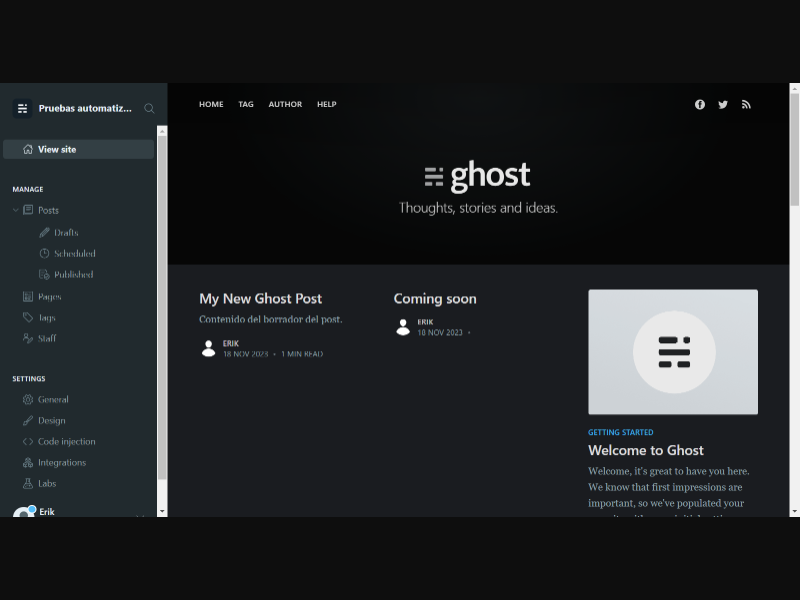 Pruebas automatiz...
View site
MANAGE
Posts
Drafts
Scheduled
Published
Pages
Tags
Staff
SETTINGS
General
Design
Code injection
Integrations
Labs
Erik
HOME TAG AUTHOR HELP
ghost
Thoughts, stories and ideas.
My New Ghost Post
Contenido del borrador del post.
ERIK
18 NOV 2023 • 1 MIN READ
Coming soon
ERIK
18 NOV 2023 •
GETTING STARTED
Welcome to Ghost
Welcome, it's great to have you here.
We know that first impressions are
important, so we've populated your